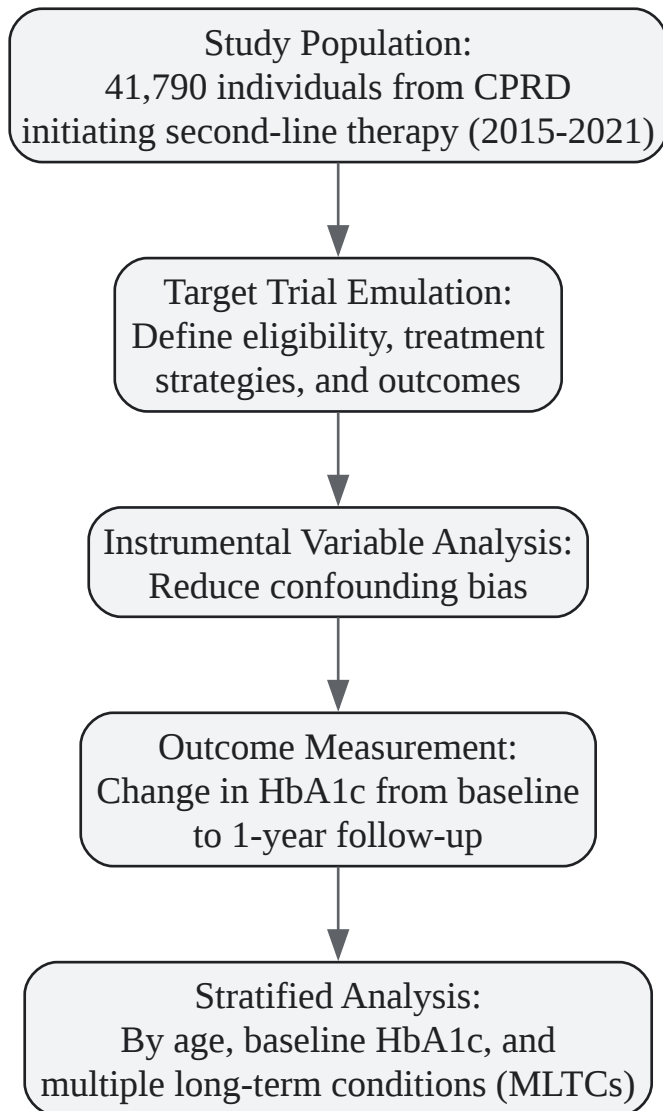 Study Population:
41,790 individuals from CPRD
initiating second-line therapy (2015-2021)
Target Trial Emulation:
Define eligibility, treatment
strategies, and outcomes
Instrumental Variable Analysis:
Reduce confounding bias
Outcome Measurement:
Change in HbA1c from baseline
to 1-year follow-up
Stratified Analysis:
By age, baseline HbA1c, and
multiple long-term conditions (MLTCs)